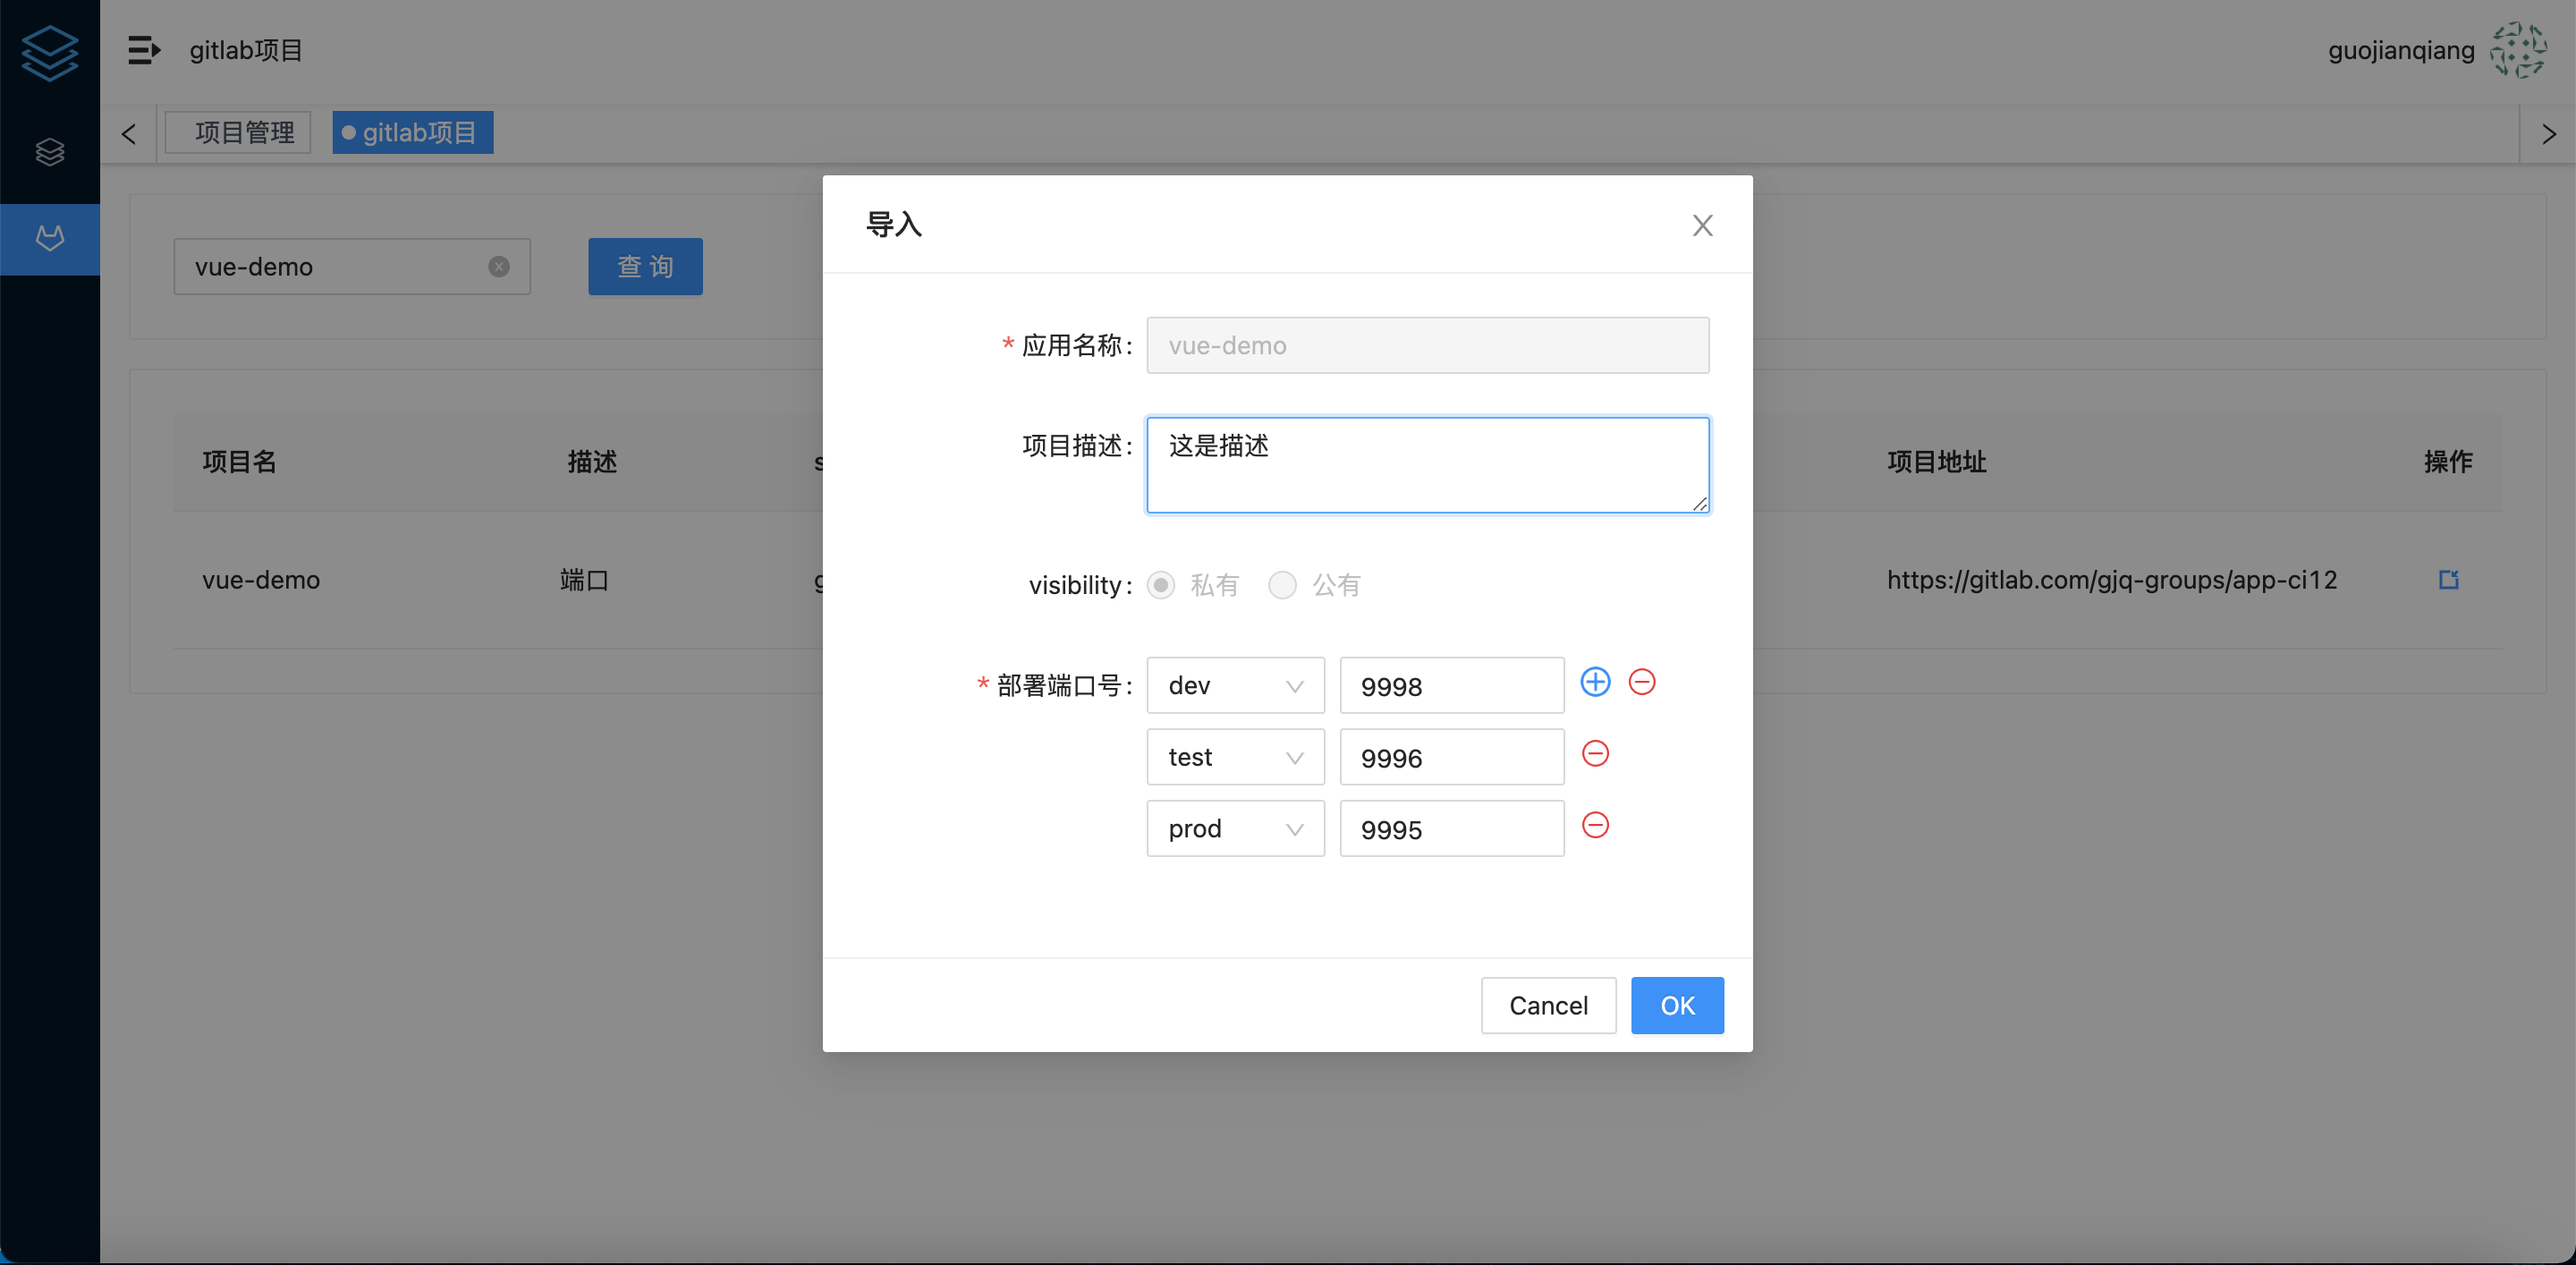 gitlab项目
guojianqiang
项目管理
gitlab项目
vue-demo
查 询
项目名
描述
项目地址
操作
vue-demo
端口
https://gitlab.com/gjq-groups/app-ci12
导入
* 应用名称:
vue-demo
项目描述:
这是描述
visibility:
私有
公有
* 部署端口号:
dev
9998
test
9996
prod
9995
Cancel
OK